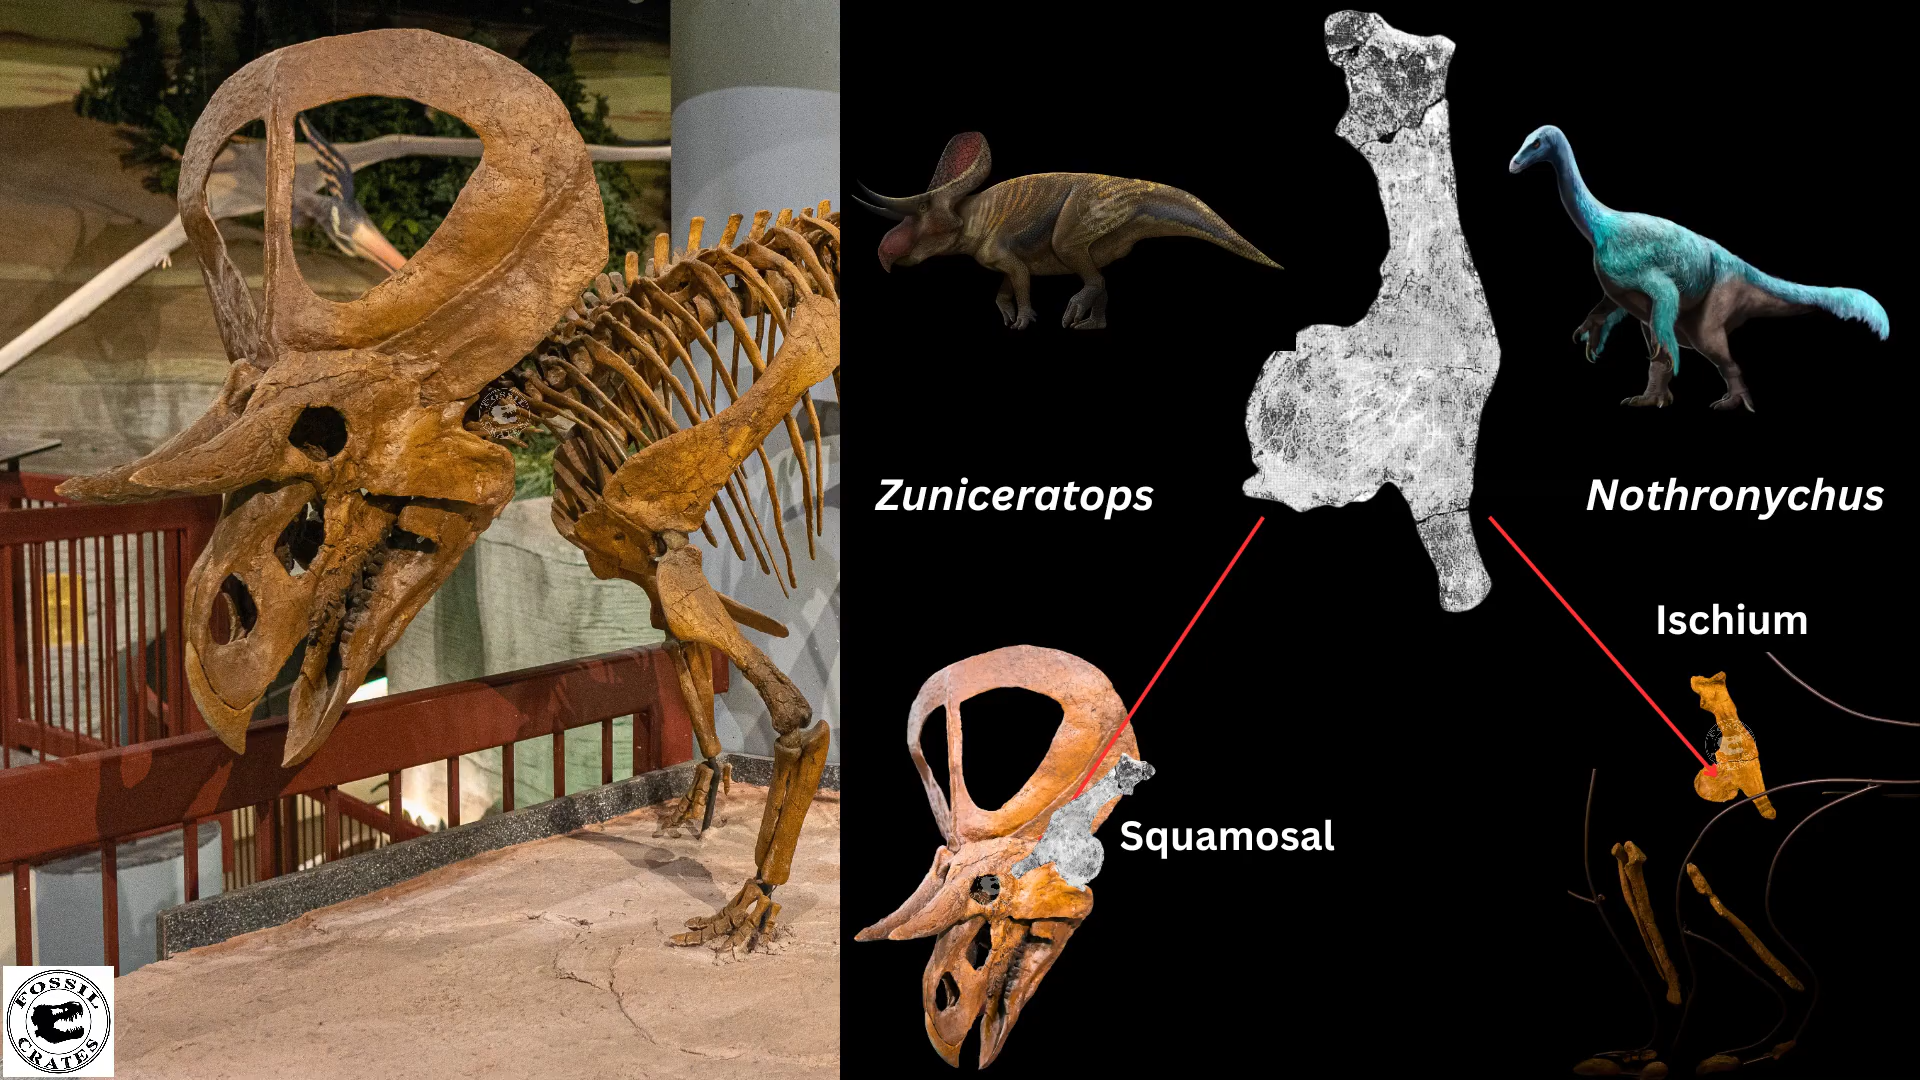 Zuniceratops
Nothronychus
Ischium
Squamosal
FOSSIL
CRATES